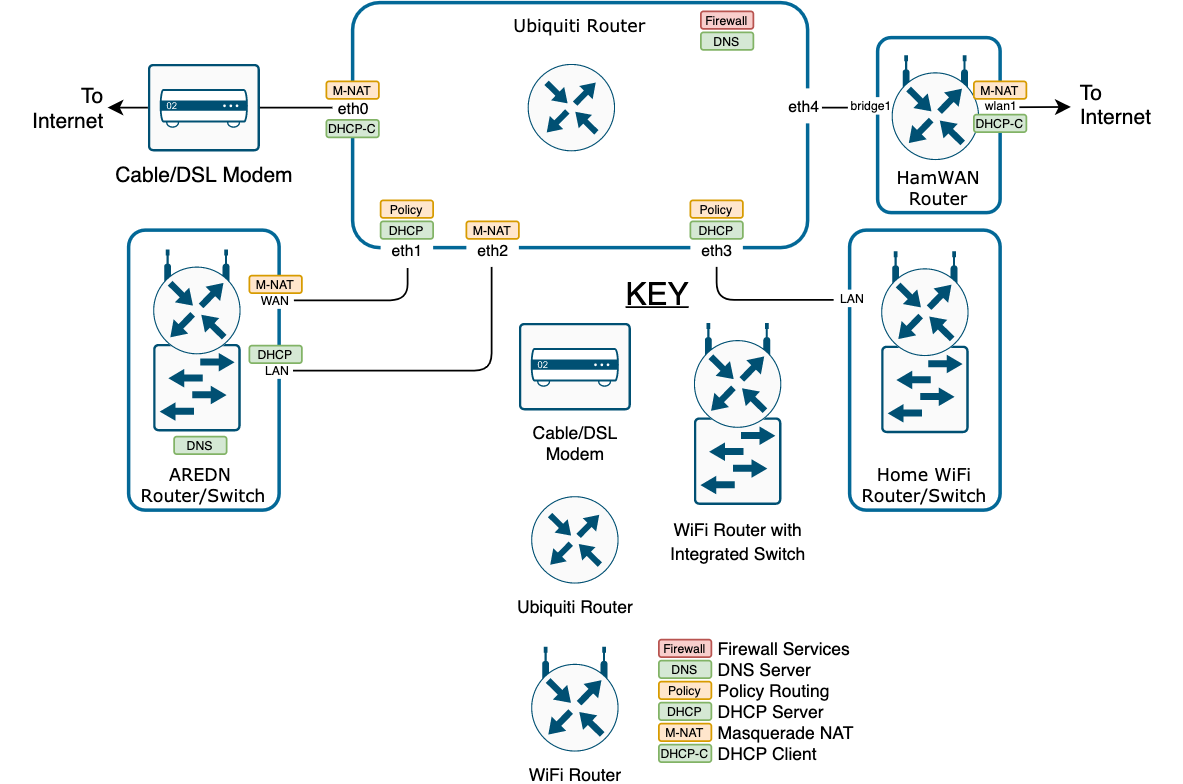 Ubiquiti Router
Firewall
DNS
To
Internet
02
Cable/DSL Modem
M-NAT
eth0
DHCP-C
eth4
bridge1
M-NAT
wlan1
DHCP-C
To
Internet
HamWAN
Router
Policy
DHCP
eth1
M-NAT
eth2
Policy
DHCP
eth3
M-NAT
WAN
DHCP
LAN
DNS
AREDN
Router/Switch
LAN
Home WiFi
Router/Switch
KEY
02
Cable/DSL
Modem
WiFi Router with
Integrated Switch
Ubiquiti Router
WiFi Router
Firewall Firewall Services
DNS DNS Server
Policy Policy Routing
DHCP DHCP Server
M-NAT Masquerade NAT
DHCP-C DHCP Client